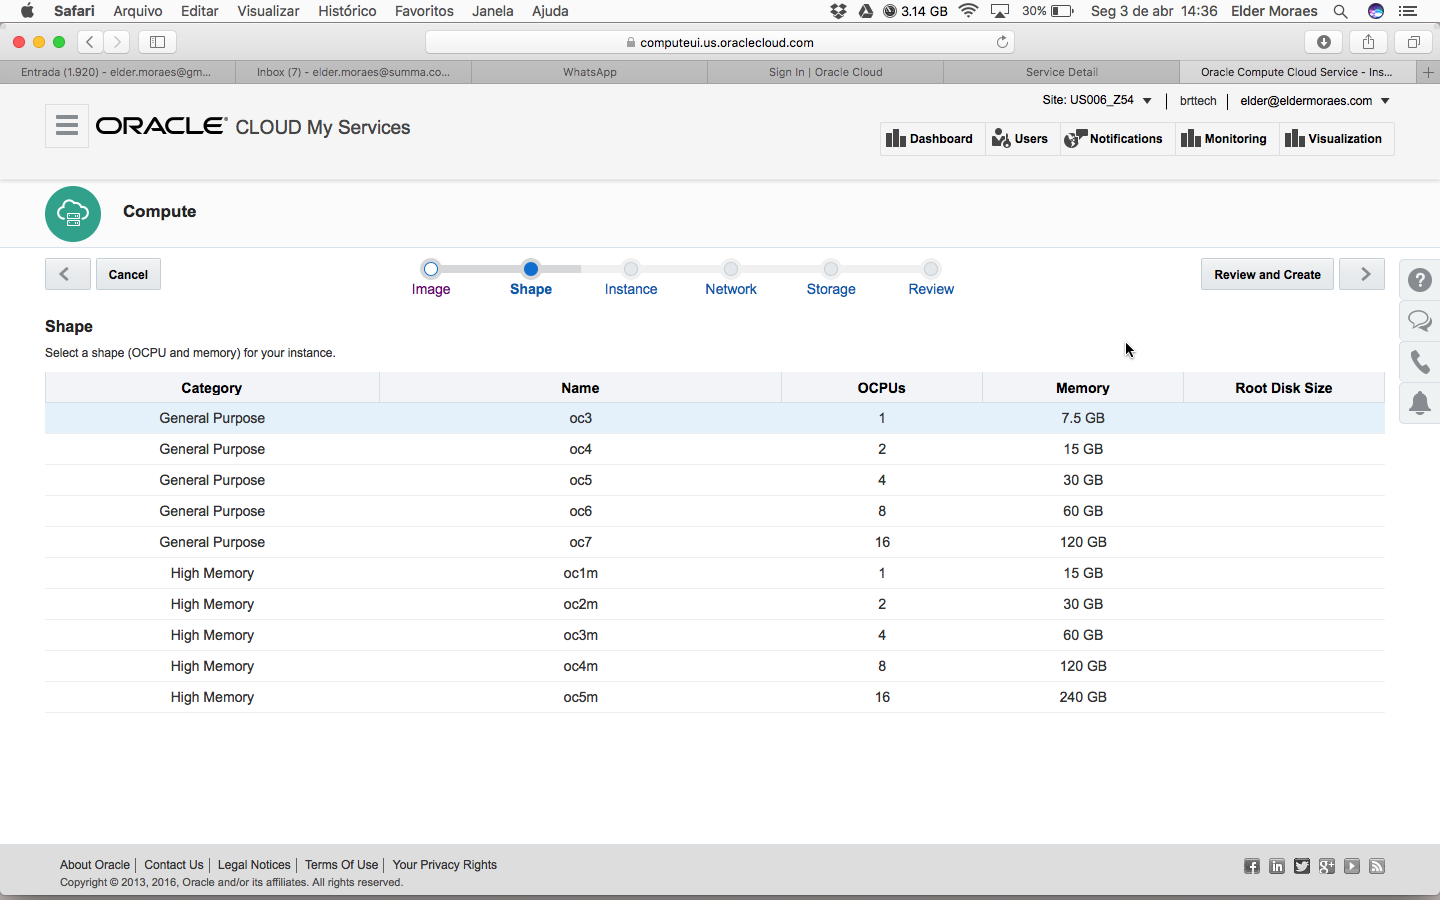 Safari Arquivo Editar Visualizar Histórico Favoritos Janela Ajuda 3.14 GB 30% Seg 3 de abr 14:36 Elder Moraes
computeui.us.oraclecloud.com
Entrada (1.920) - elder.moraes@gm... Inbox (7) - elder.moraes@summa.co... WhatsApp Sign In | Oracle Cloud Service Detail Oracle Compute Cloud Service - Ins...
Site: US006_Z54 brttech elder@eldermoraes.com
ORACLE CLOUD My Services
Dashboard Users Notifications Monitoring Visualization
Compute
Cancel Review and Create
Image Shape Instance Network Storage Review
Shape
Select a shape (OCPU and memory) for your instance.
Category Name OCPUs Memory Root Disk Size
General Purpose oc3 1 7.5 GB
General Purpose oc4 2 15 GB
General Purpose oc5 4 30 GB
General Purpose oc6 8 60 GB
General Purpose oc7 16 120 GB
High Memory oc1m 1 15 GB
High Memory oc2m 2 30 GB
High Memory oc3m 4 60 GB
High Memory oc4m 8 120 GB
High Memory oc5m 16 240 GB
About Oracle Contact Us Legal Notices Terms Of Use Your Privacy Rights
Copyright © 2013, 2016, Oracle and/or its affiliates. All rights reserved.